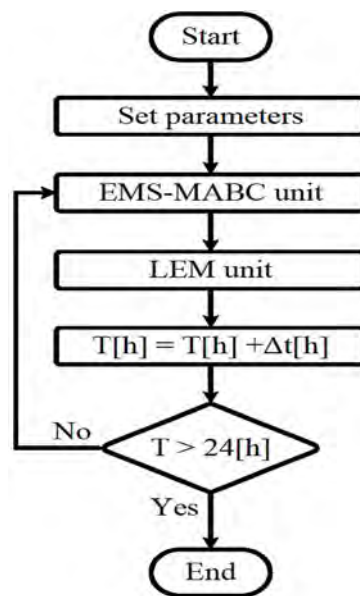 Start
Set parameters
EMS-MABC unit
LEM unit
T[h] = T[h] +Δt[h]
No
T > 24[h]
Yes
End